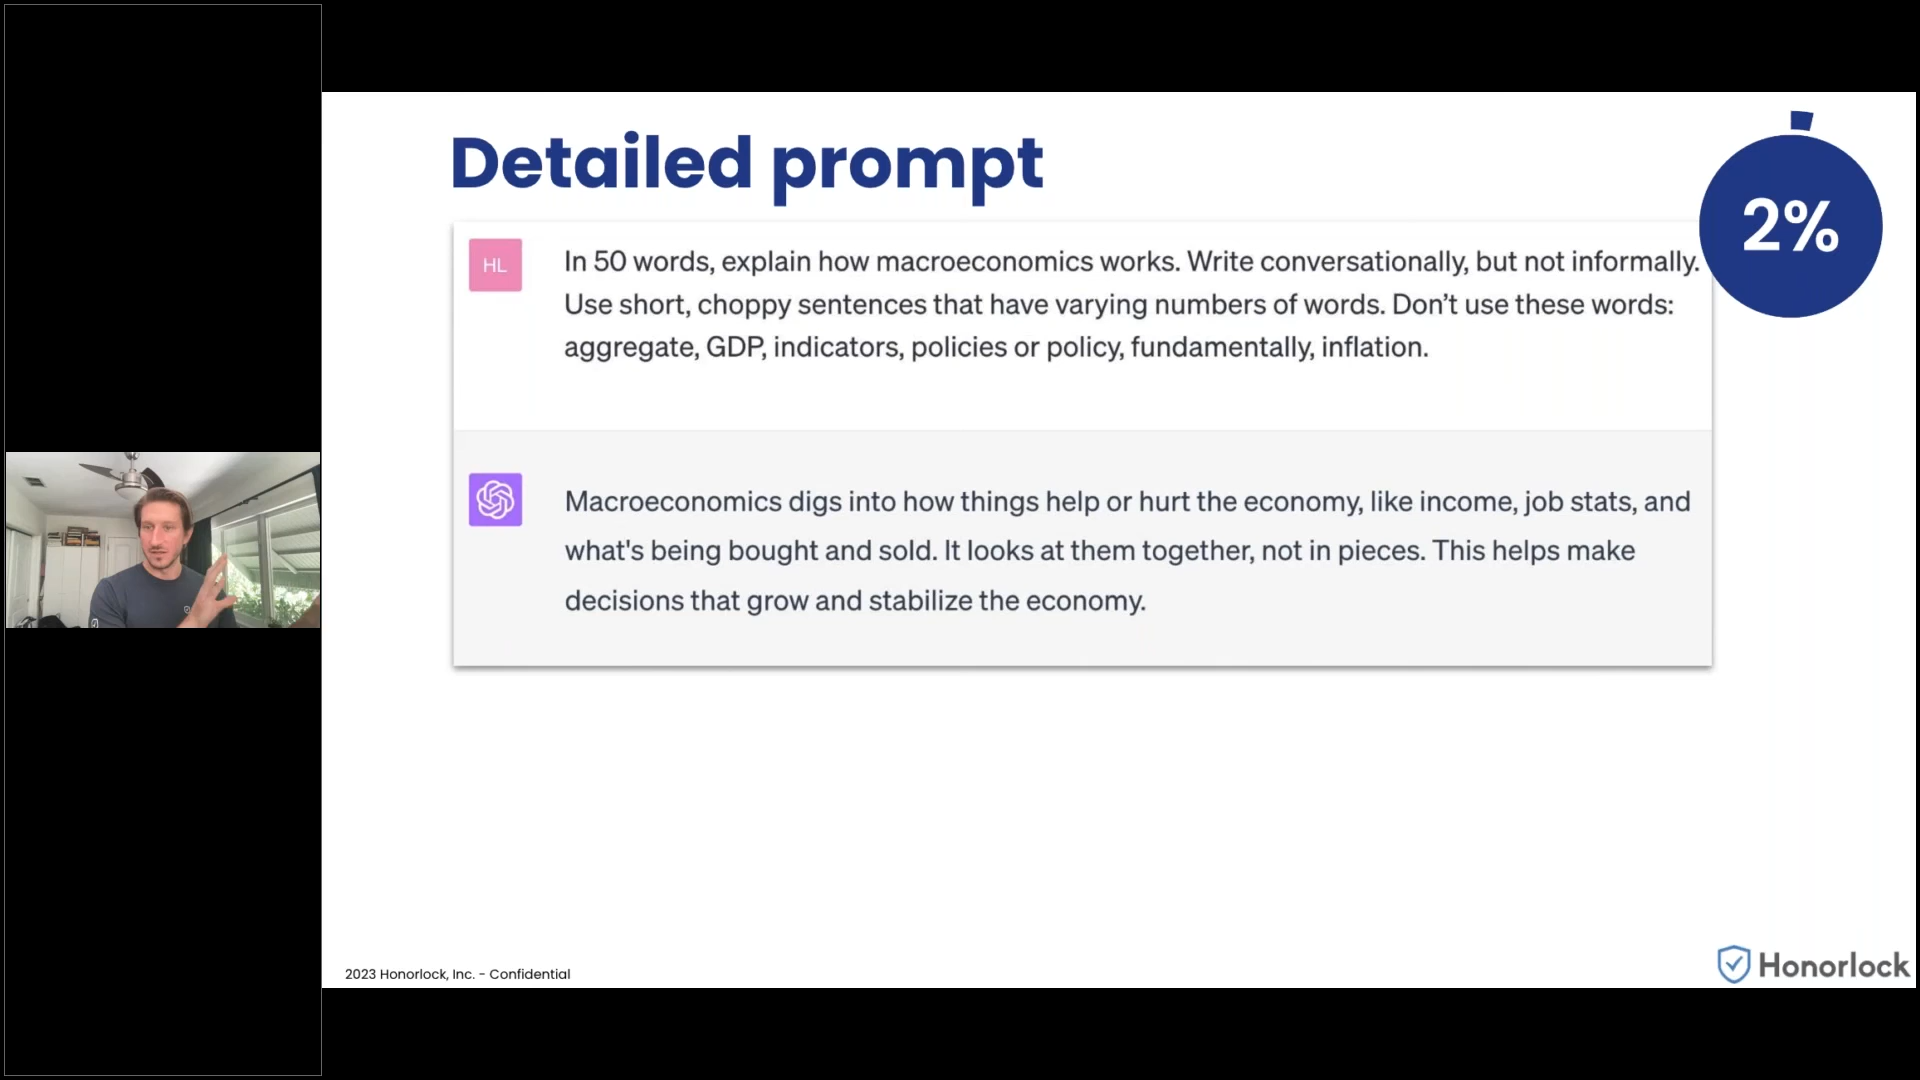 Detailed prompt
2%
HL
In 50 words, explain how macroeconomics works. Write conversationally, but not informally.
Use short, choppy sentences that have varying numbers of words. Don’t use these words:
aggregate, GDP, indicators, policies or policy, fundamentally, inflation.
Macroeconomics digs into how things help or hurt the economy, like income, job stats, and
what's being bought and sold. It looks at them together, not in pieces. This helps make
decisions that grow and stabilize the economy.
2023 Honorlock, Inc. - Confidential
Honorlock